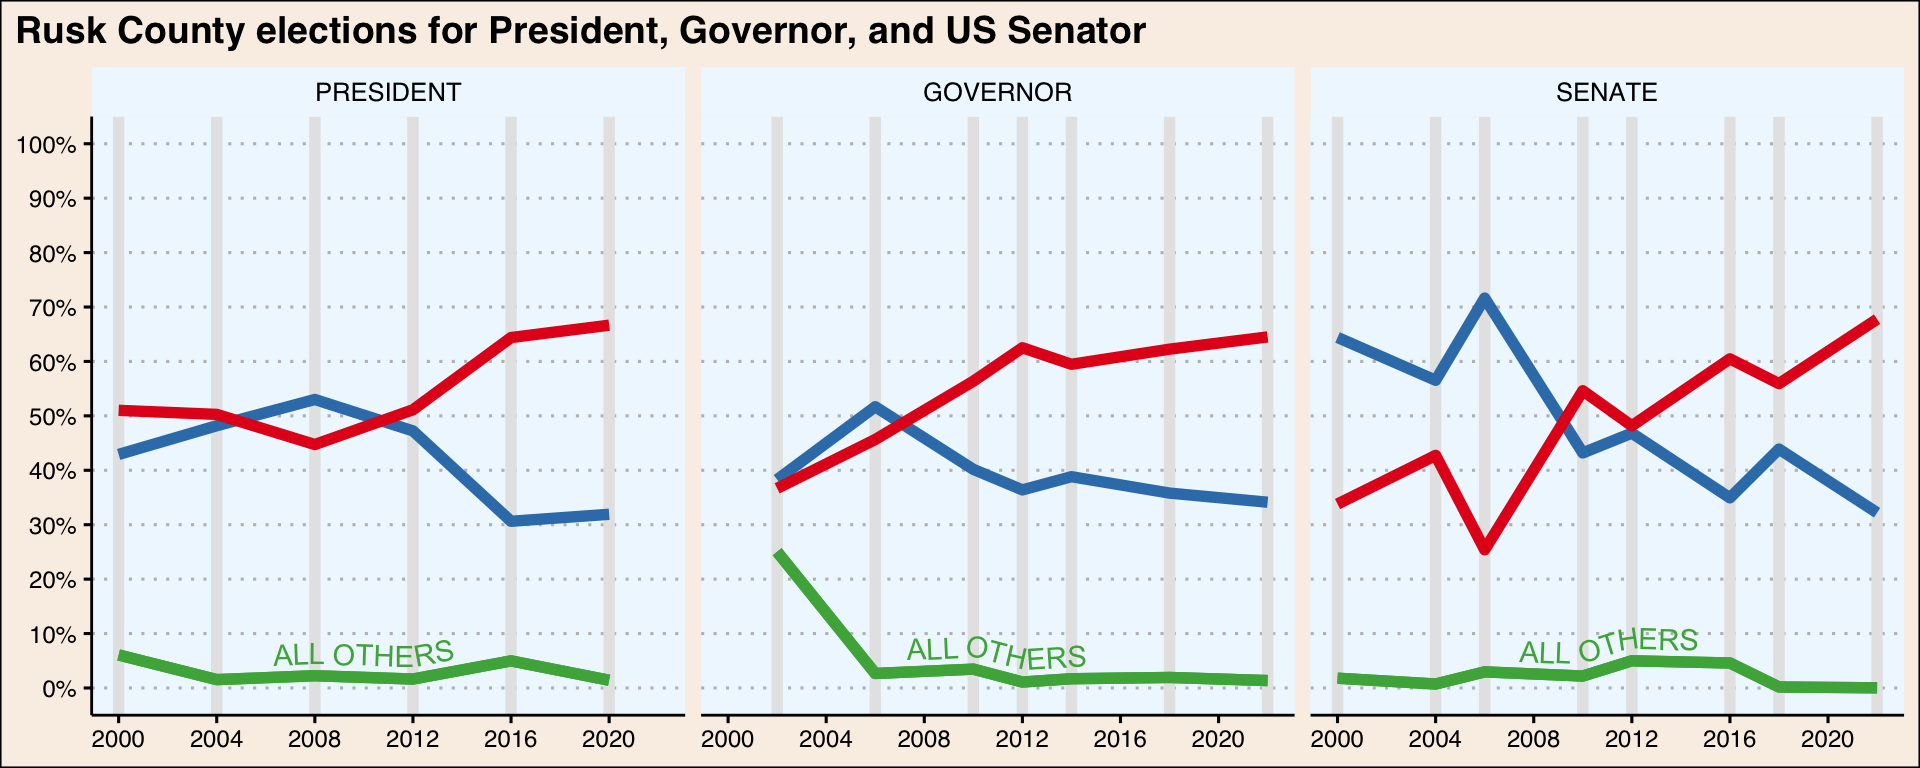 Rusk County elections for President, Governor, and US Senator
PRESIDENT GOVERNOR SENATE
100%
90%
80%
70%
60%
50%
40%
30%
20%
10%
0%
ALL OTHERS ALL OTHERS ALL OTHERS
2000 2004 2008 2012 2016 2020 2000 2004 2008 2012 2016 2020 2000 2004 2008 2012 2016 2020